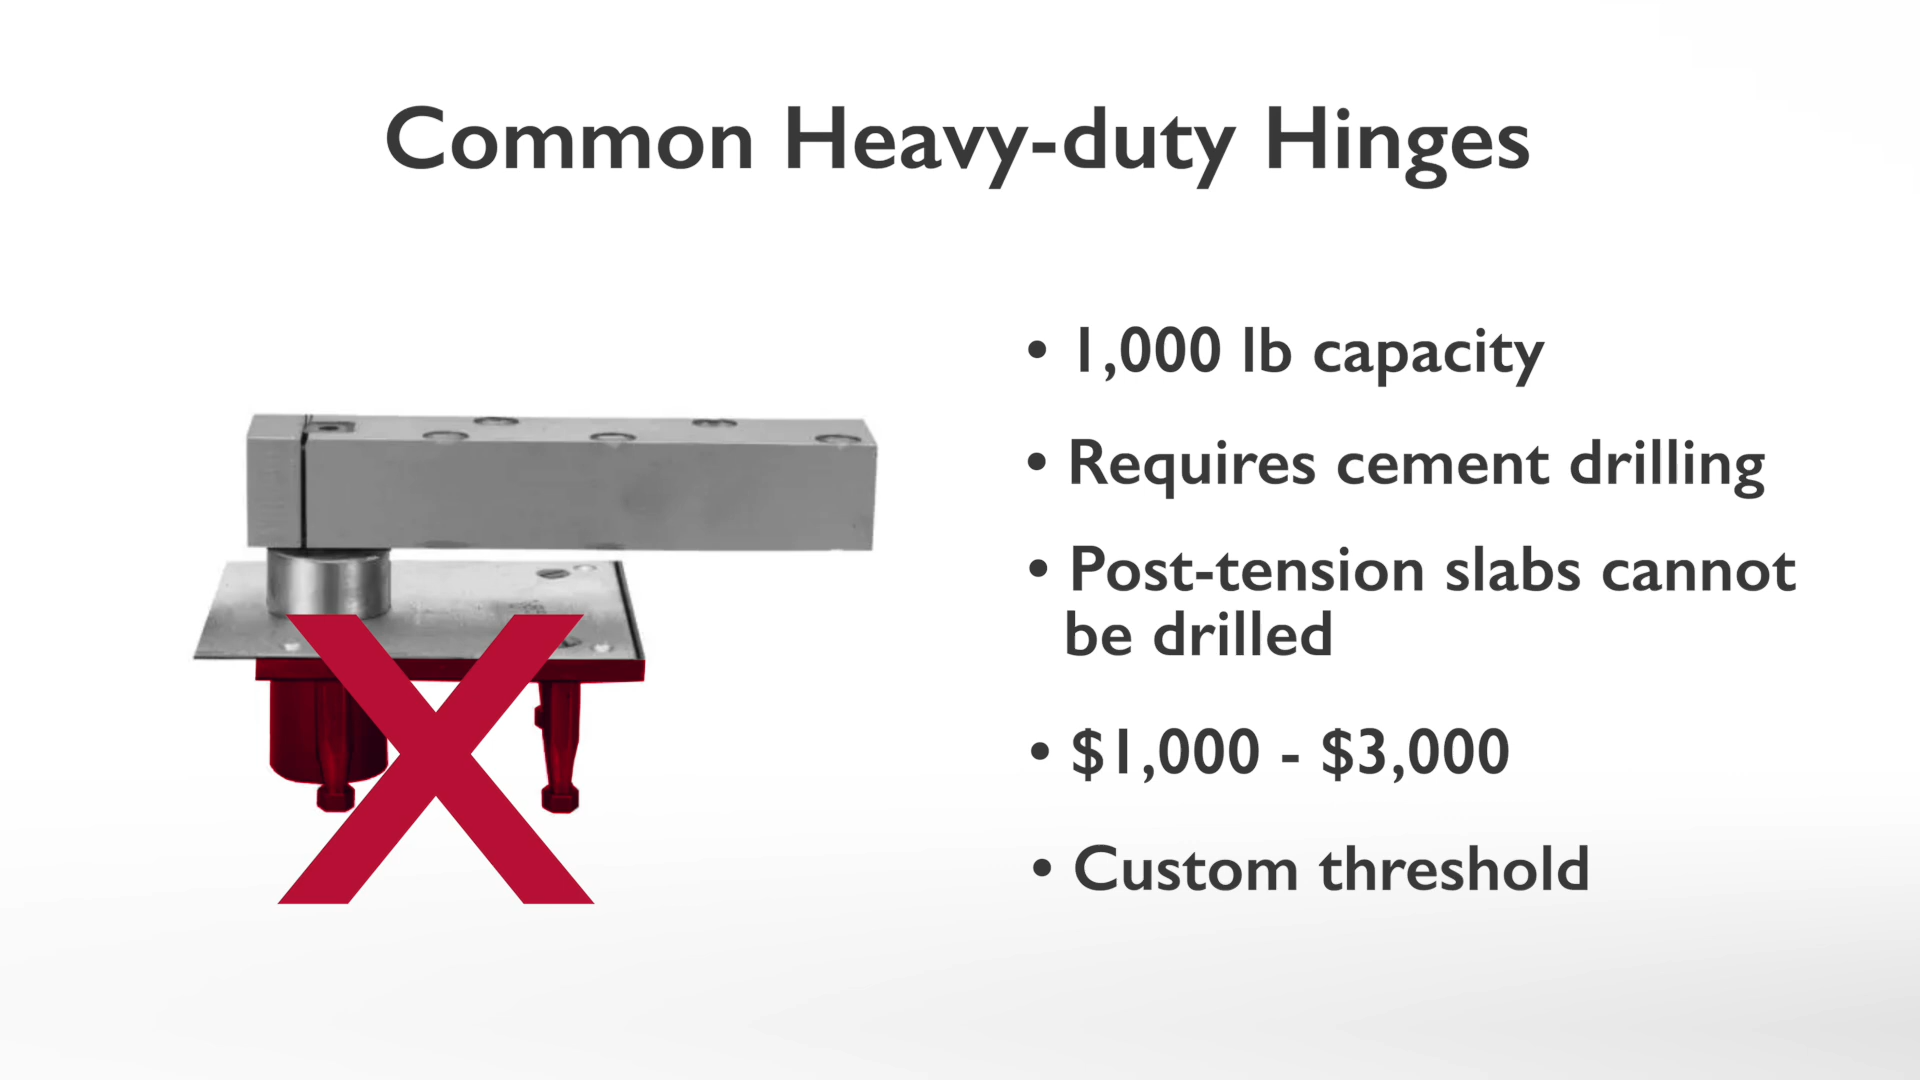 Common Heavy-duty Hinges
• 1,000 lb capacity
• Requires cement drilling
• Post-tension slabs cannot
be drilled
• $1,000 - $3,000
• Custom threshold